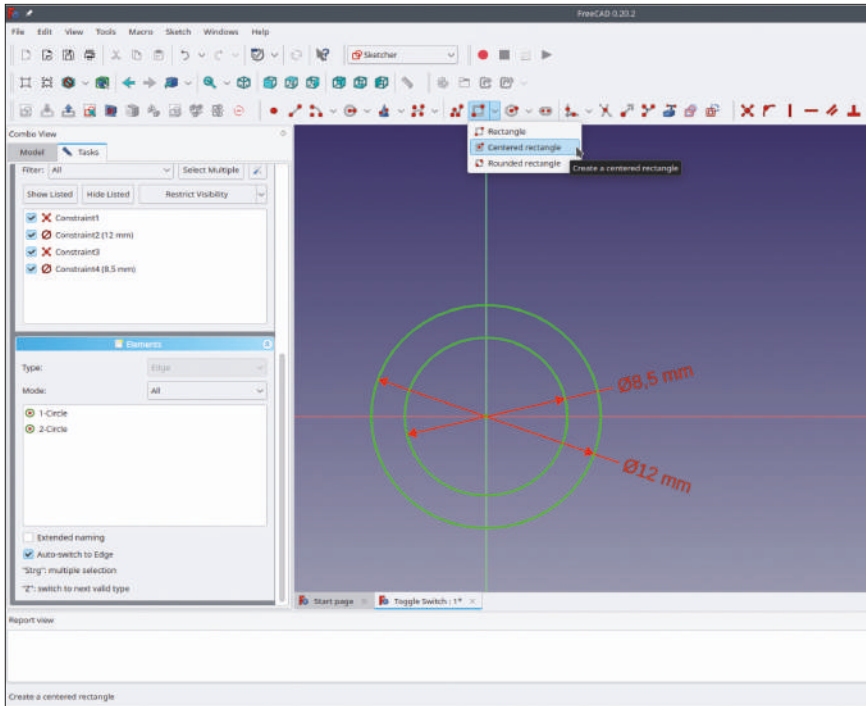 FreeCAD 0.20.2
File Edit View Tools Macro Sketch Windows Help
Sketcher
Combo View
Model Tasks
Filter: All Select Multiple
Show Listed Hide Listed Restrict Visibility
Constraint1
Constraint2 (12 mm)
Constraint3
Constraint4 (8,5 mm)
Elements
Type: Edge
Mode: All
1-Circle
2-Circle
Extended naming
Auto-switch to Edge
"Strg": multiple selection
"Z": switch to next valid type
Rectangle
Centered rectangle
Rounded rectangle
Create a centered rectangle
Ø8,5 mm
Ø12 mm
Start page Toggle Switch : 1*
Report view
Create a centered rectangle